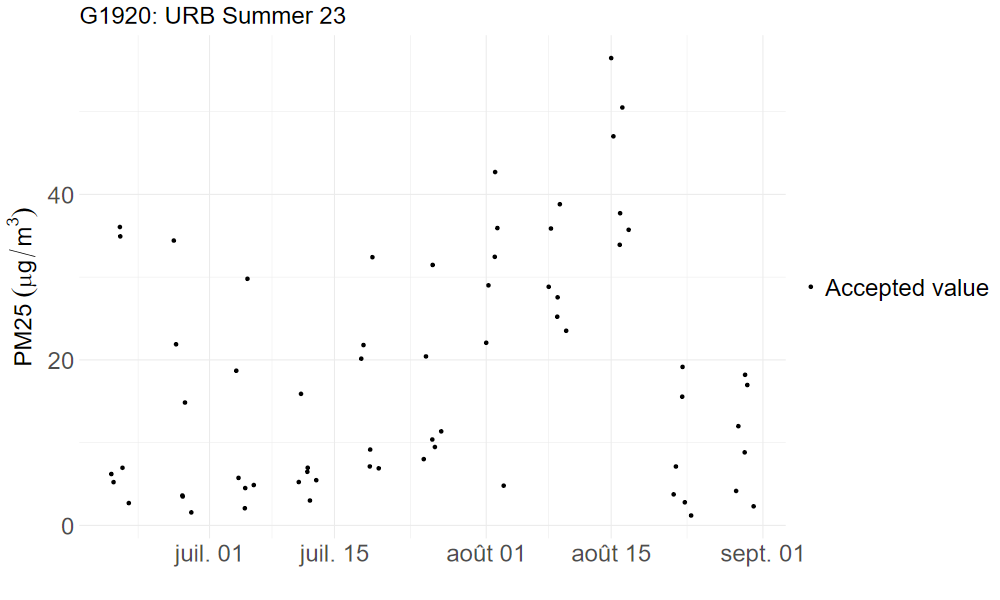 G1920: URB Summer 23
PM25 (μg/m³)
40
20
0
juil. 01
juil. 15
août 01
août 15
sept. 01
Accepted value